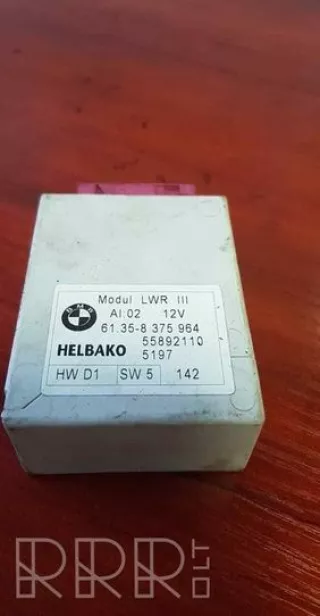 BMW
Modul LWR III
AI.02 12V
61.35-8 375 964
HELBAKO 55892110
5197
HW D1 SW 5 142
RRR.LT